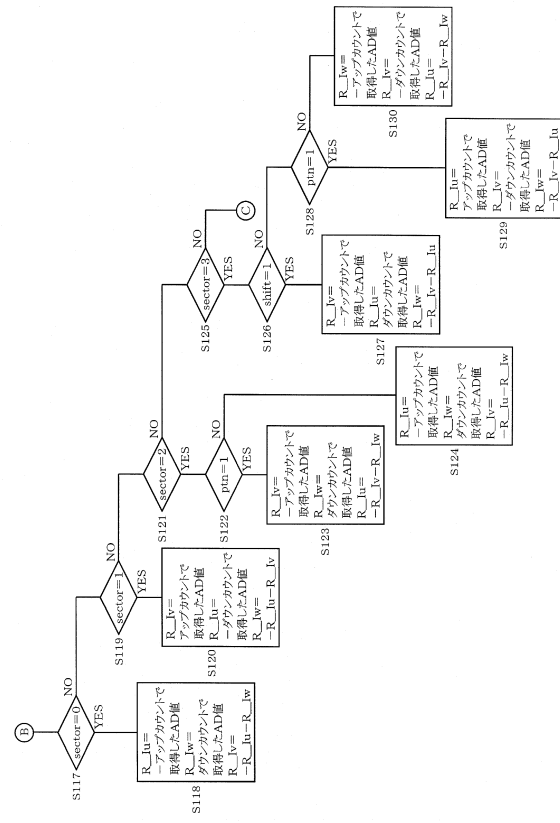 B
S117
sector=0
NO
YES
R_Iu=
−アップカウントで
取得したAD値
R_Iw=
ダウンカウントで
取得したAD値
R_Iv=
−R_Iu−R_Iw
S118
S119
sector=1
NO
YES
R_Iv=
アップカウントで
取得したAD値
R_Iu=
−ダウンカウントで
取得したAD値
R_Iw=
−R_Iu−R_Iv
S120
S121
sector=2
NO
YES
S122
ptn=1
NO
YES
R_Iv=
−アップカウントで
取得したAD値
R_Iw=
ダウンカウントで
取得したAD値
R_Iu=
−R_Iv−R_Iw
S123
R_Iu=
−アップカウントで
取得したAD値
R_Iw=
ダウンカウントで
取得したAD値
R_Iv=
−R_Iu−R_Iw
S124
S125
sector=3
NO
C
YES
S126
shift=1
NO
YES
R_Iv=
−アップカウントで
取得したAD値
R_Iu=
ダウンカウントで
取得したAD値
R_Iw=
−R_Iv−R_Iu
S127
S128
ptn=1
NO
YES
R_Iu=
アップカウントで
取得したAD値
R_Iv=
−ダウンカウントで
取得したAD値
R_Iw=
−R_Iv−R_Iu
S129
R_Iw=
−アップカウントで
取得したAD値
R_Iv=
−ダウンカウントで
取得したAD値
R_Iu=
−R_Iv−R_Iw
S130